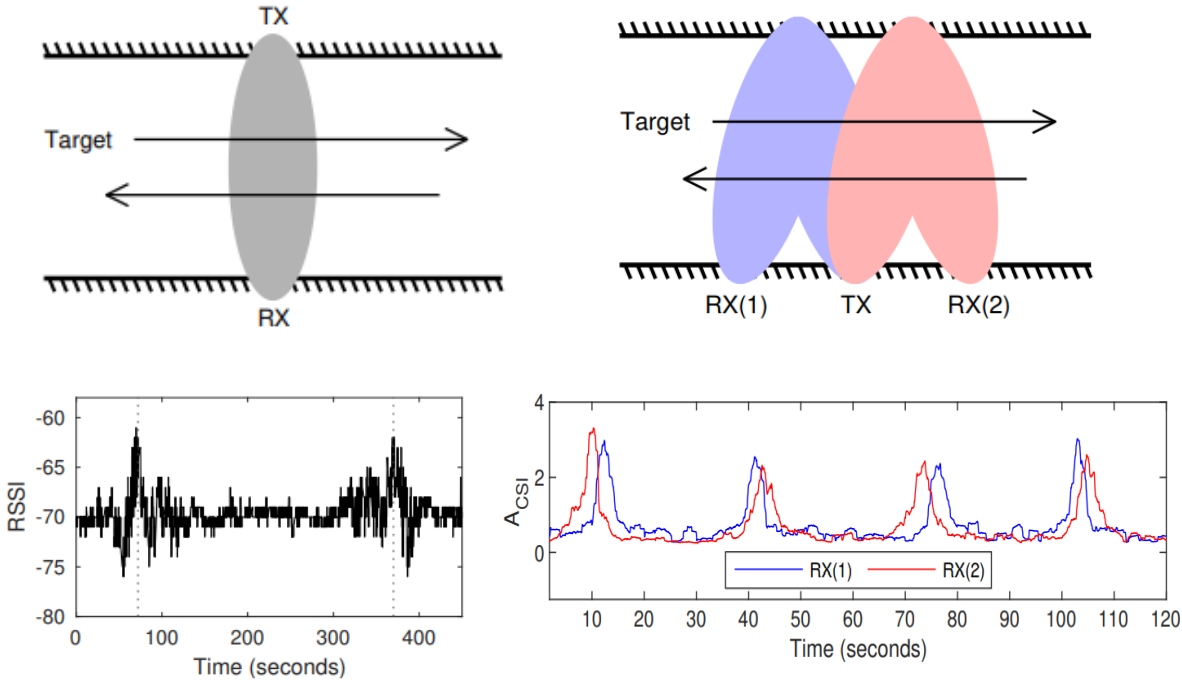 TX
Target
RX
Target
RX(1) TX RX(2)
-60
-65
-70
-75
-80
RSSI
0 100 200 300 400
Time (seconds)
4
2
0
A_CSI
10 20 30 40 50 60 70 80 90 100 110 120
RX(1) RX(2)
Time (seconds)